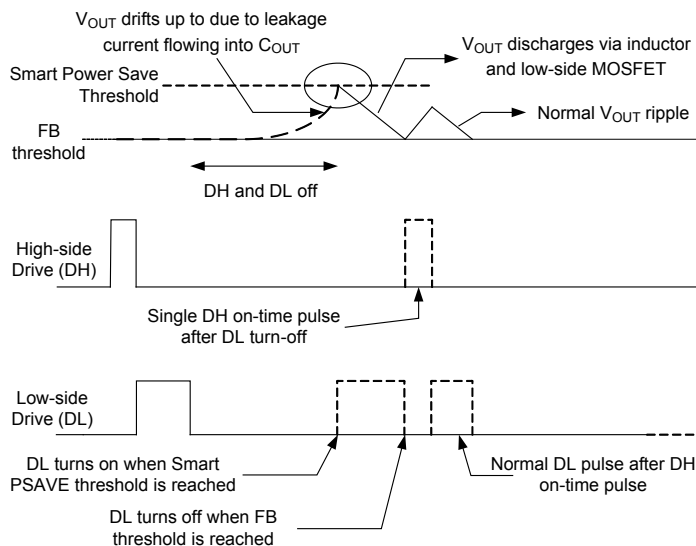 VOUT drifts up to due to leakage
current flowing into COUT
VOUT discharges via inductor
and low-side MOSFET
Smart Power Save
Threshold
Normal VOUT ripple
FB
threshold
DH and DL off
High-side
Drive (DH)
Single DH on-time pulse
after DL turn-off
Low-side
Drive (DL)
DL turns on when Smart
PSAVE threshold is reached
Normal DL pulse after DH
on-time pulse
DL turns off when FB
threshold is reached